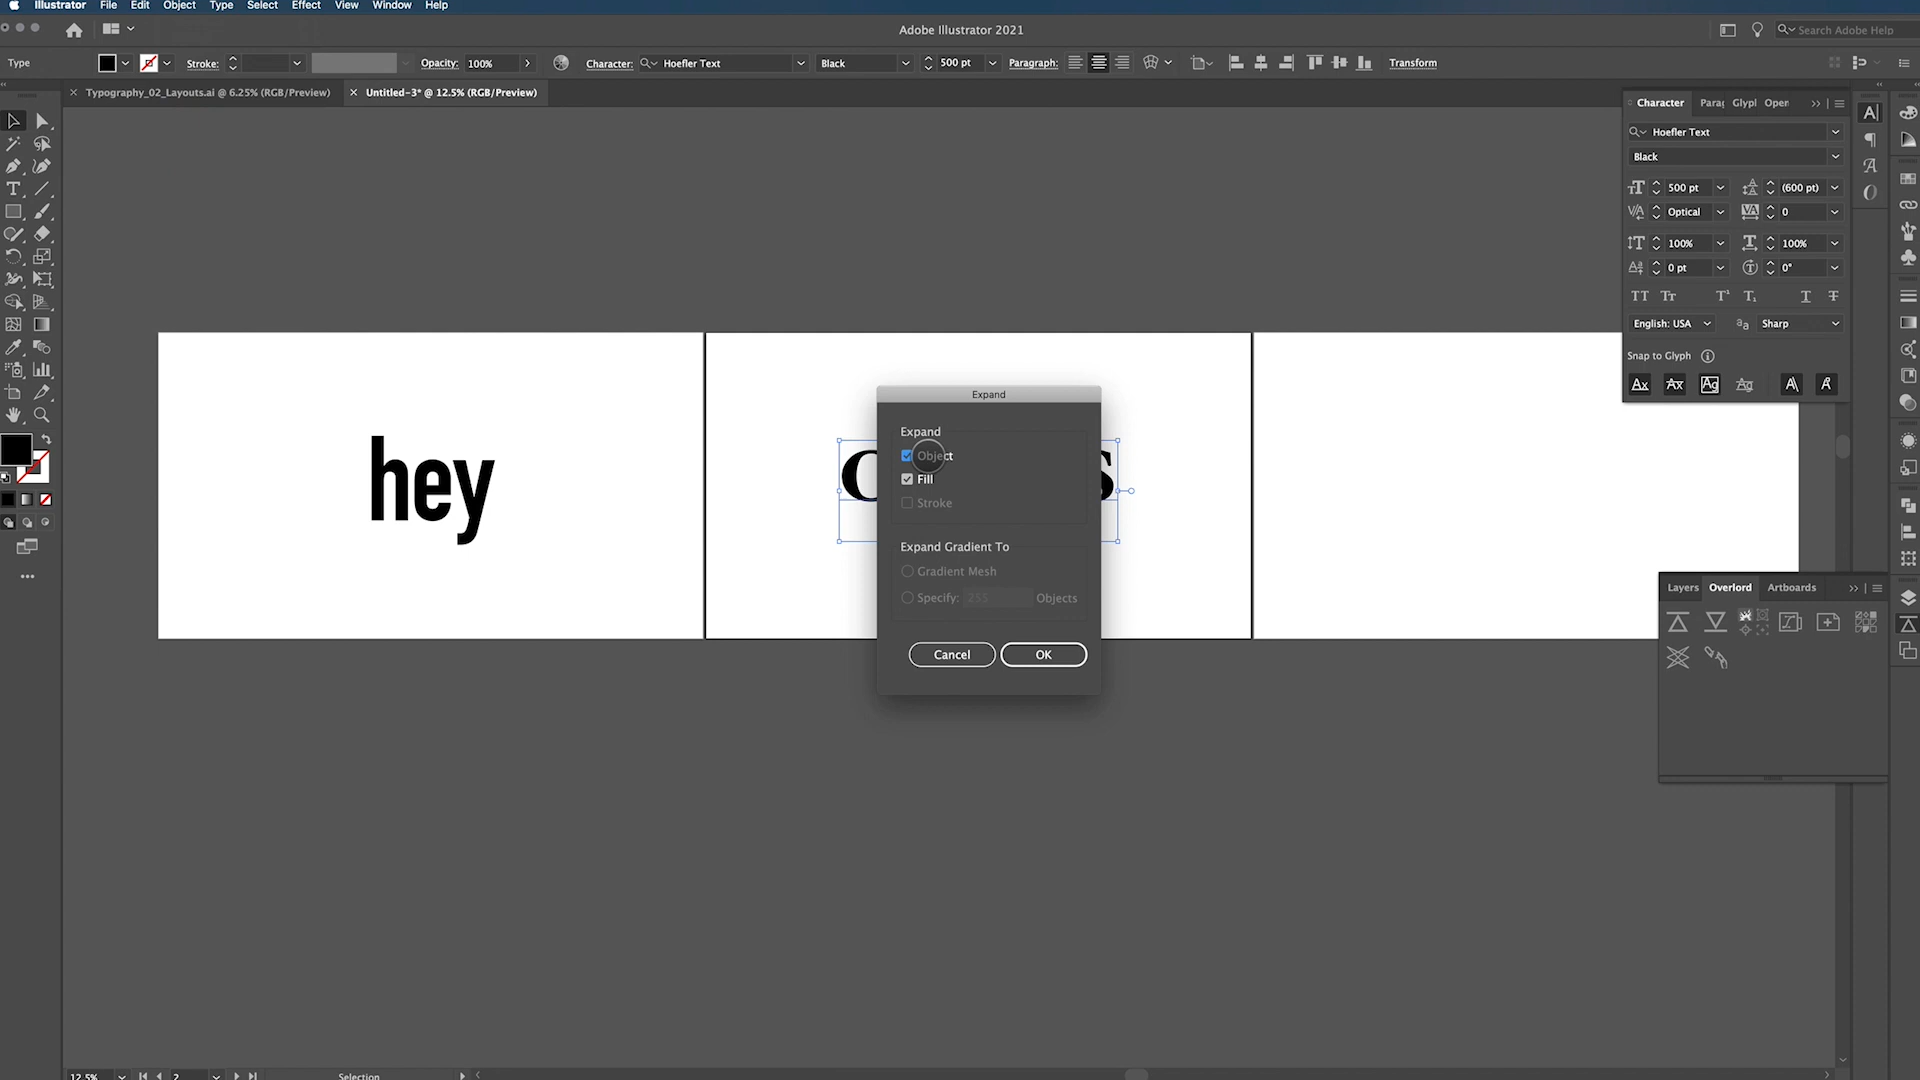 Illustrator File Edit Object Type Select Effect View Window Help
Adobe Illustrator 2021
Search Adobe Help
Type Stroke: Opacity: 100% Character: Hoefler Text Black 500 pt Paragraph: Transform
Typography_02_Layouts.ai @ 6.25% (RGB/Preview) Untitled-3* @ 12.5% (RGB/Preview)
Character Glypl
Hoefler Text
Black
500 pt (600 pt)
Optical 0
100% 100%
0 pt 0°
English: USA Sharp
Snap to Glyph
Expand
Expand
Object
Fill
Stroke
Expand Gradient To
Gradient Mesh
Specify: 255 Objects
Cancel OK
hey
Layers Overlord Artboards
12.5% 2 Selection